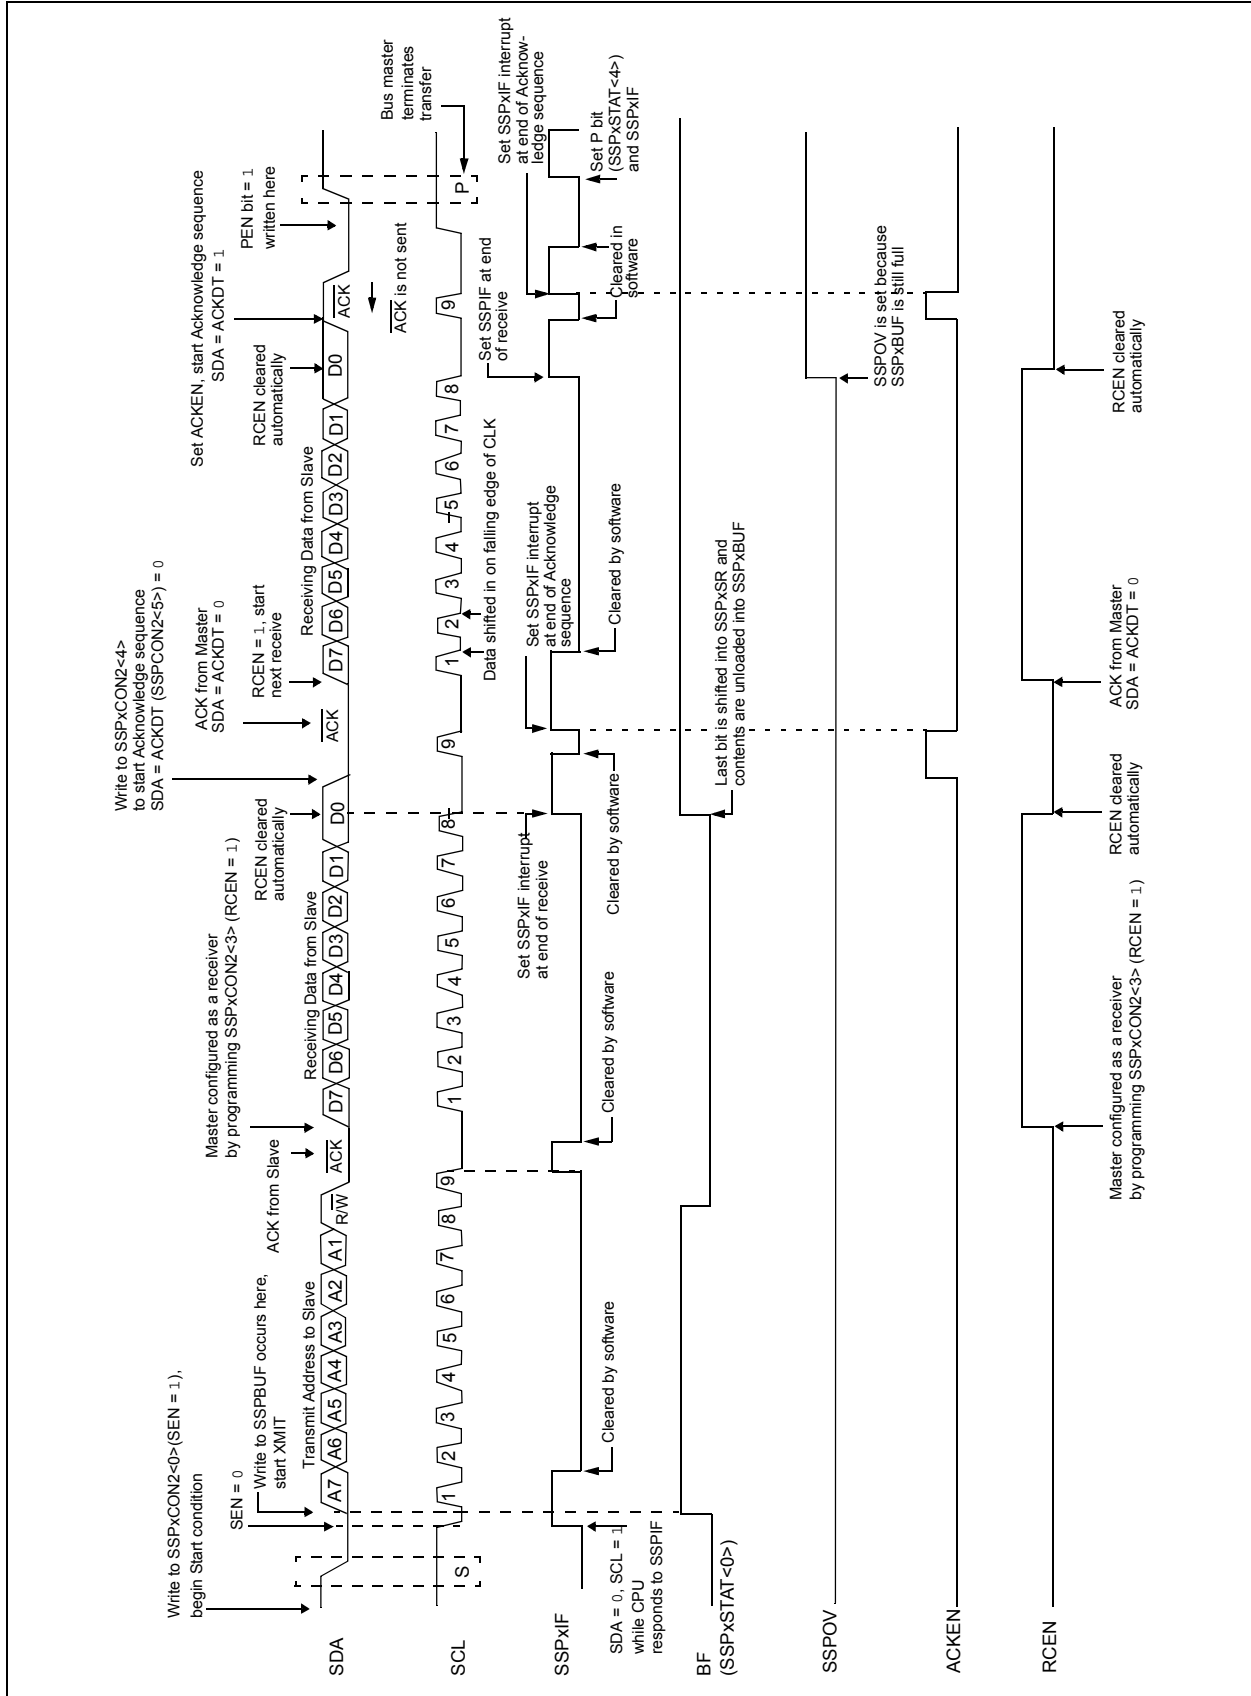 Write to SSPxCON2<0>(SEN = 1),
begin Start condition
SEN = 0
Write to SSPBUF occurs here,
start XMIT
ACK from Slave
Master configured as a receiver
by programming SSPxCON2<3> (RCEN = 1)
RCEN cleared
automatically
Write to SSPxCON2<4>
to start Acknowledge sequence
SDA = ACKDT (SSPCON2<5>) = 0
ACK from Master
SDA = ACKDT = 0
RCEN = 1, start
next receive
RCEN cleared
automatically
Set ACKEN, start Acknowledge sequence
SDA = ACKDT = 1
PEN bit = 1
written here
Transmit Address to Slave
Receiving Data from Slave
Receiving Data from Slave
SDA
A7 A6 A5 A4 A3 A2 A1 R/W ACK D7 D6 D5 D4 D3 D2 D1 D0 ACK D7 D6 D5 D4 D3 D2 D1 D0 ACK
ACK is not sent
Bus master
terminates
transfer
SCL
S 1 2 3 4 5 6 7 8 9 1 2 3 4 5 6 7 8 9 1 2 3 4 5 6 7 8 9 P
Data shifted in on falling edge of CLK
Set SSPxIF interrupt
at end of receive
Set SSPxIF interrupt
at end of Acknowledge
sequence
Set SSPIF at end
of receive
Set SSPxIF interrupt
at end of Acknow-
ledge sequence
SSPxIF
SDA = 0, SCL = 1
while CPU
responds to SSPIF
Cleared by software
Cleared by software
Cleared by software
Cleared by software
Cleared in
software
Set P bit
(SSPxSTAT<4>)
and SSPxIF
BF
(SSPxSTAT<0>)
Last bit is shifted into SSPxSR and
contents are unloaded into SSPxBUF
SSPOV
SSPOV is set because
SSPxBUF is still full
ACKEN
RCEN
Master configured as a receiver
by programming SSPxCON2<3> (RCEN = 1)
RCEN cleared
automatically
ACK from Master
SDA = ACKDT = 0
RCEN cleared
automatically